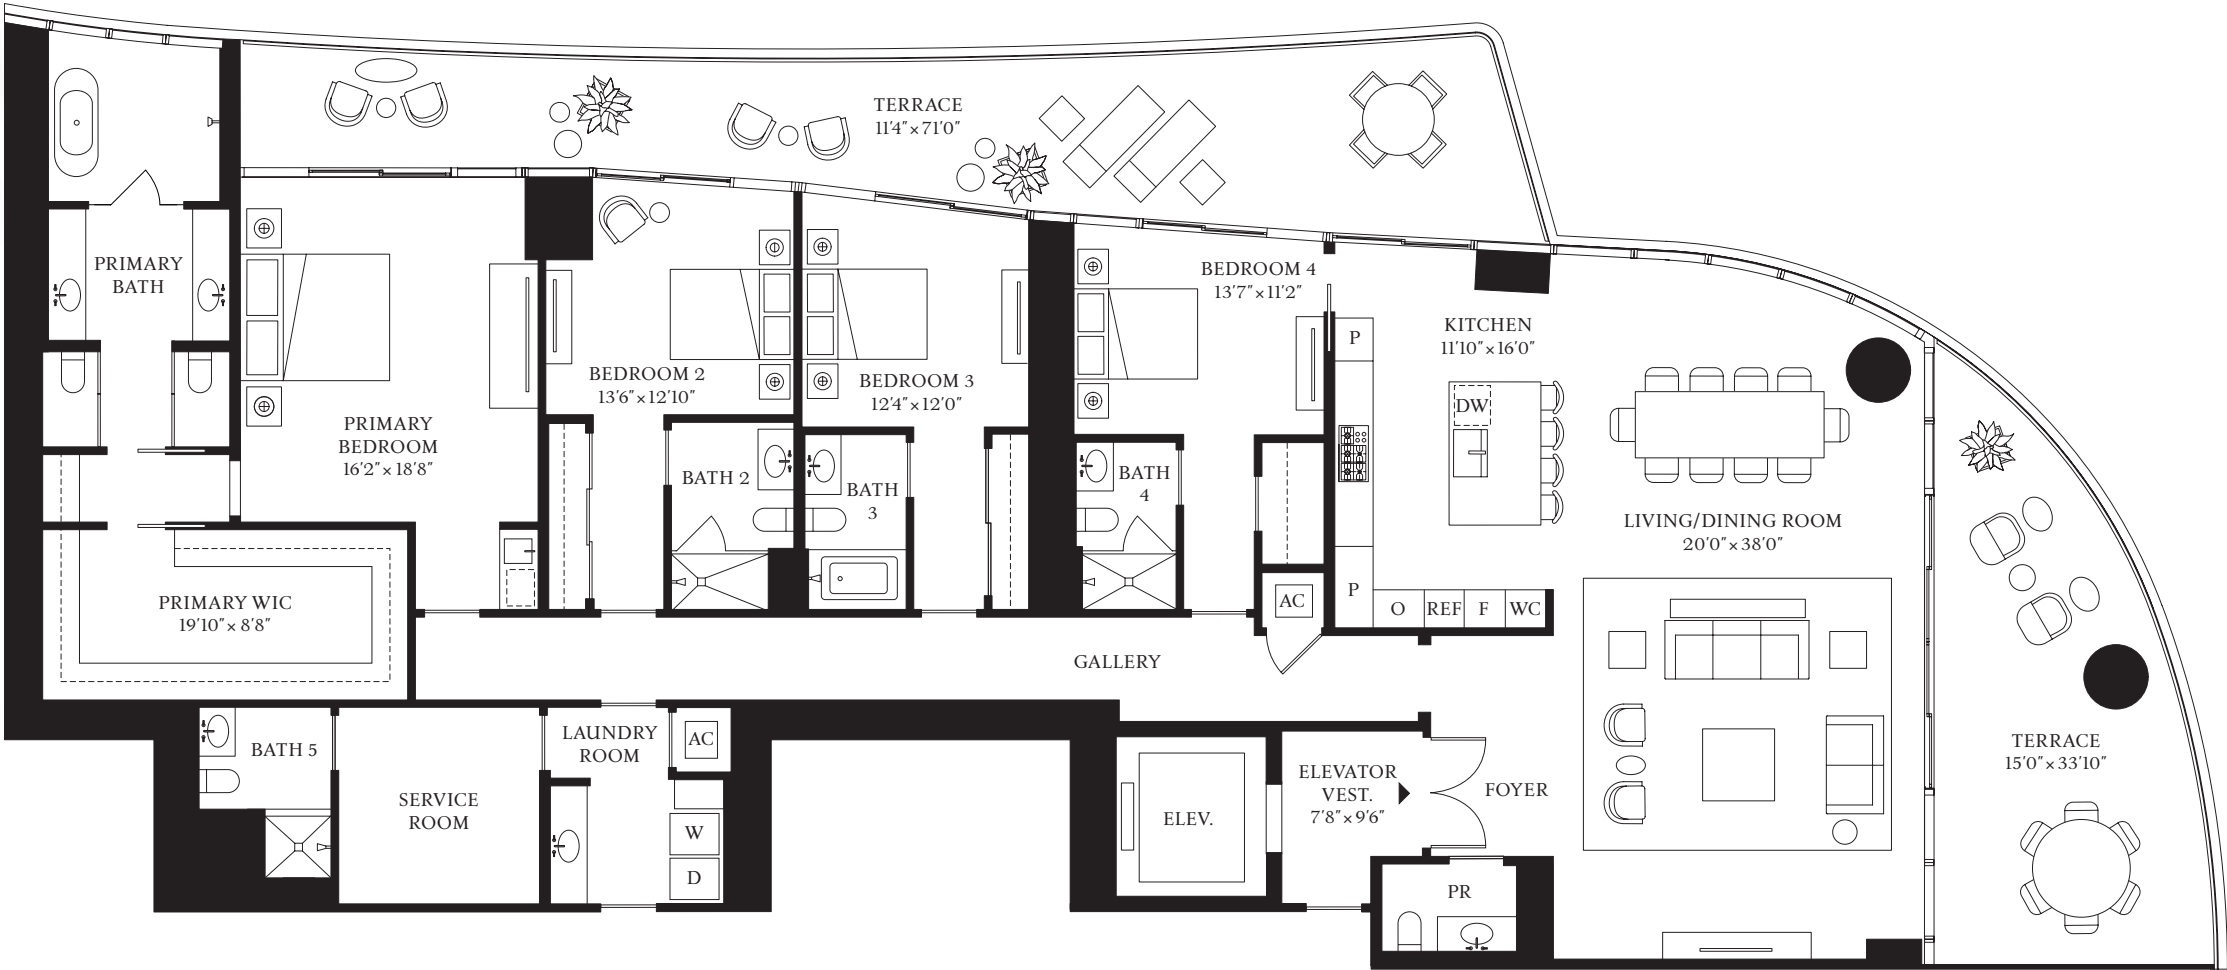 TERRACE
11'4"×71'0"
PRIMARY
BATH
BEDROOM 4
13'7"×11'2"
KITCHEN
11'10"×16'0"
P
BEDROOM 2
13'6"×12'10"
BEDROOM 3
12'4"×12'0"
DW
PRIMARY
BEDROOM
16'2"×18'8"
BATH 2
BATH
3
BATH
4
LIVING/DINING ROOM
20'0"×38'0"
PRIMARY WIC
19'10"×8'8"
AC
P
O
REF
F
WC
GALLERY
BATH 5
LAUNDRY
ROOM
AC
SERVICE
ROOM
W
D
ELEV.
ELEVATOR
VEST.
7'8"×9'6"
FOYER
TERRACE
15'0"×33'10"
PR